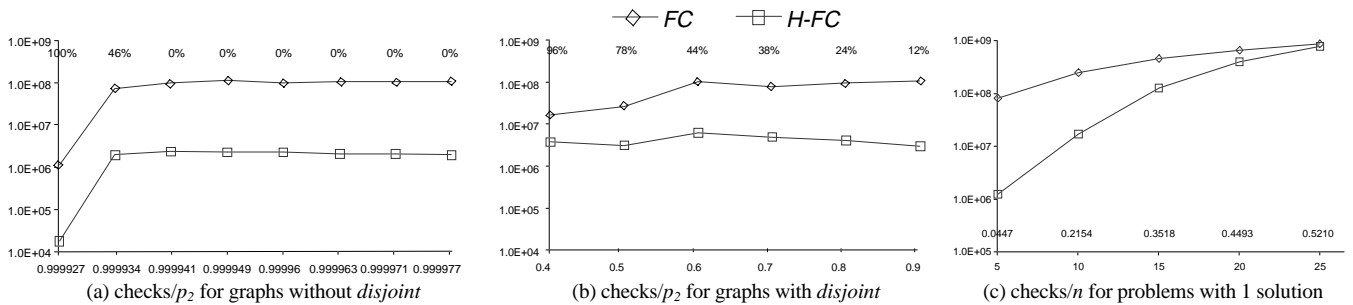 FC H-FC
1.0E+09
1.0E+08
1.0E+07
1.0E+06
1.0E+05
1.0E+04
100% 46% 0% 0% 0% 0% 0% 0%
0.999927 0.999934 0.999941 0.999949 0.99996 0.999963 0.999971 0.999977
(a) checks/p2 for graphs without disjoint
1.0E+09
1.0E+08
1.0E+07
1.0E+06
1.0E+05
1.0E+04
96% 78% 44% 38% 24% 12%
0.4 0.5 0.6 0.7 0.8 0.9
(b) checks/p2 for graphs with disjoint
1.0E+09
1.0E+08
1.0E+07
1.0E+06
1.0E+05
0.0447 0.2154 0.3518 0.4493 0.5210
5 10 15 20 25
(c) checks/n for problems with 1 solution